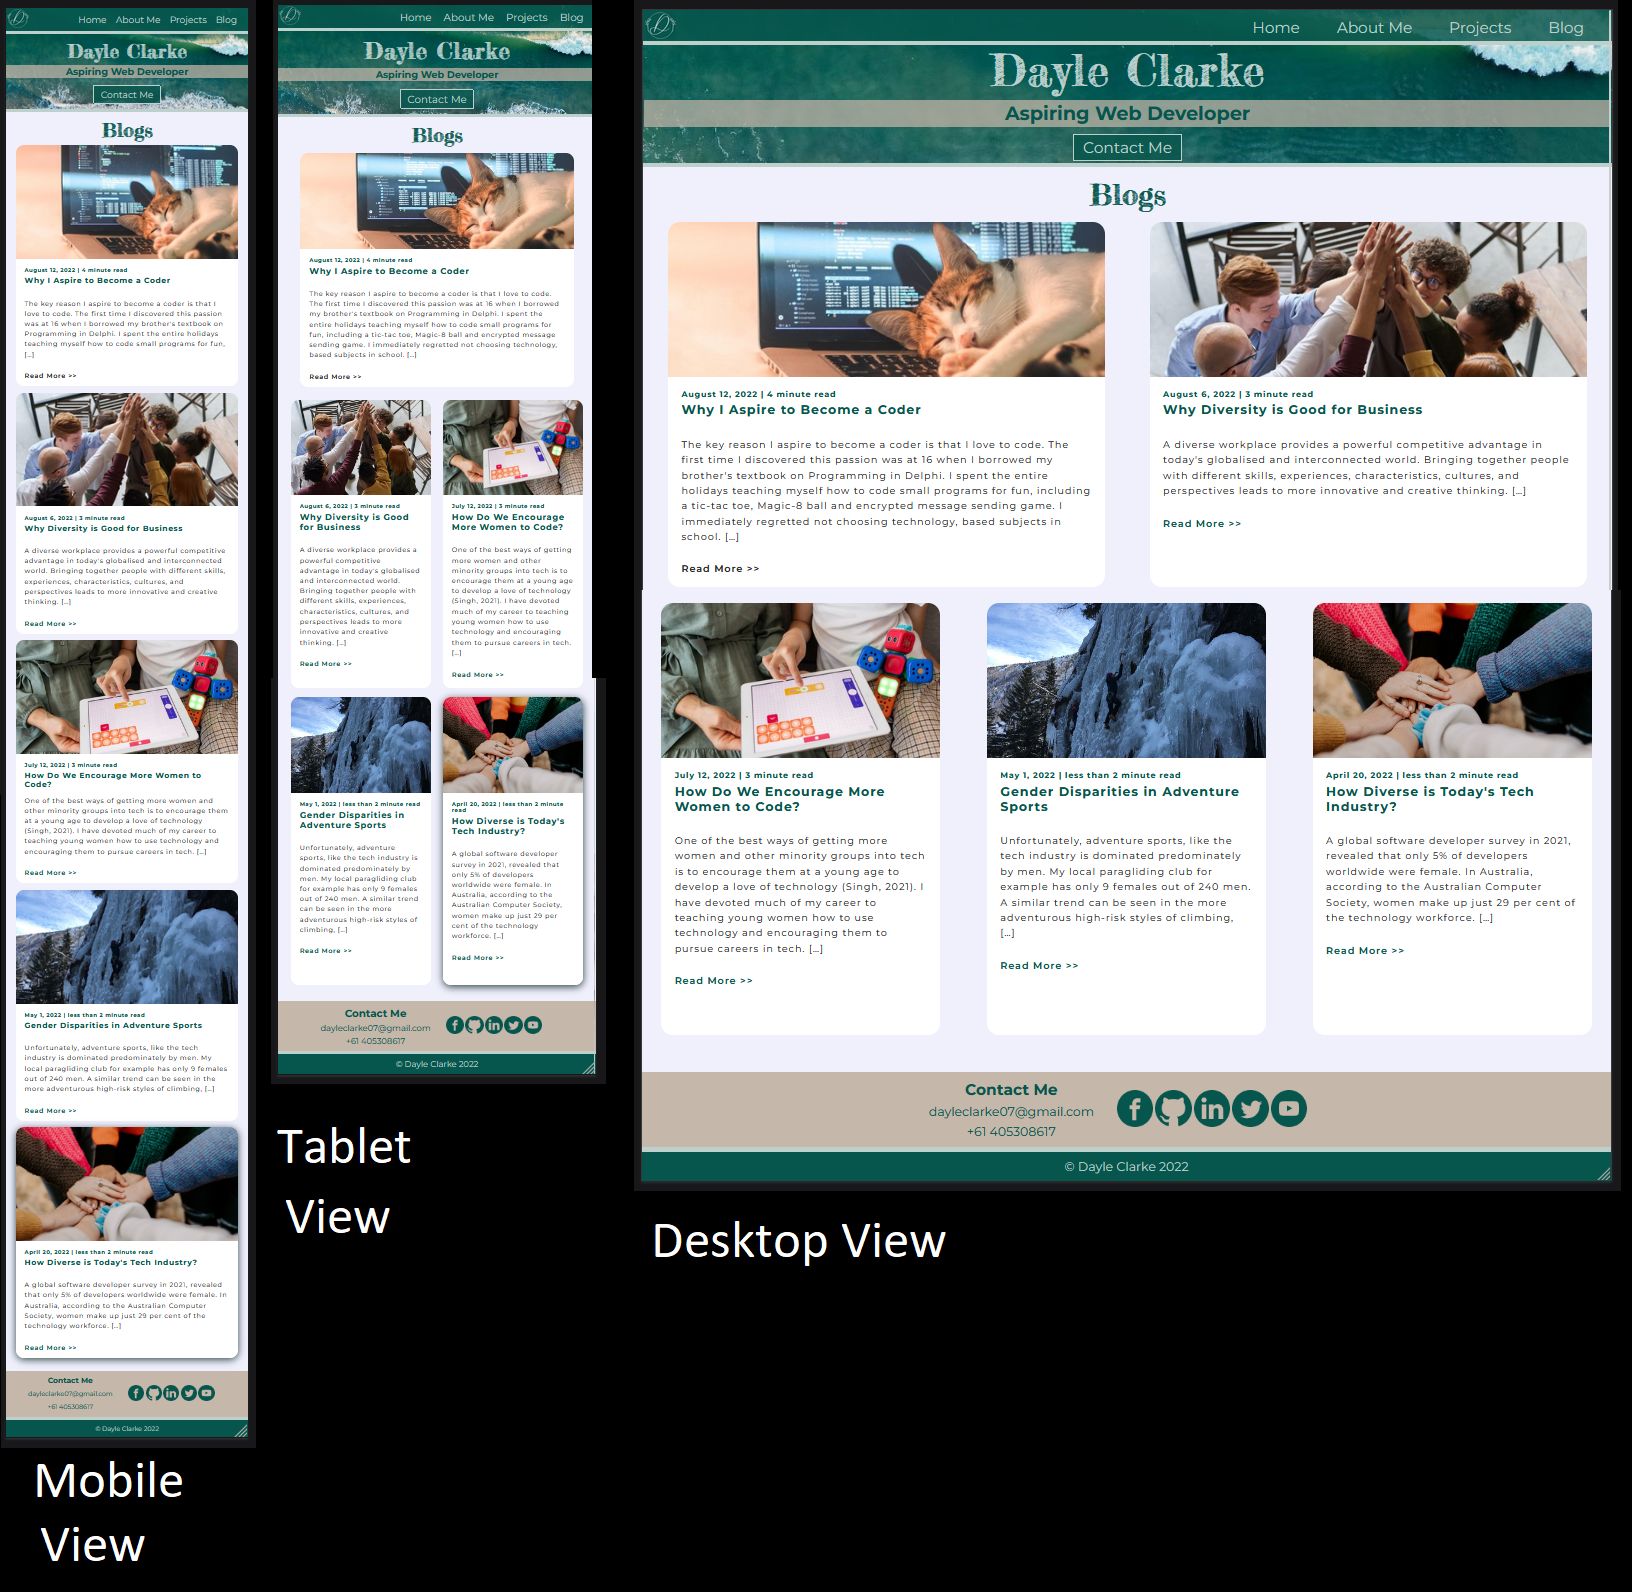 Home About Me Projects Blog
Dayle Clarke
Aspiring Web Developer
Contact Me
Blogs
August 12, 2022 | 4 minute read
Why I Aspire to Become a Coder
The key reason I aspire to become a coder is that I
love to code. The first time I discovered this passion
was at 16 when I borrowed my brother's textbook on
Programming in Delphi. I spent the entire holidays
teaching myself how to code small programs for fun,
[...]
Read More >>
August 6, 2022 | 3 minute read
Why Diversity is Good for Business
A diverse workplace provides a powerful competitive
advantage in today's globalised and interconnected
world. Bringing together people with different skills,
experiences, characteristics, cultures, and
perspectives leads to more innovative and creative
thinking. [...]
Read More >>
July 12, 2022 | 3 minute read
How Do We Encourage More Women to
Code?
One of the best ways of getting more women and
other minority groups into tech is to encourage them
at a young age to develop a love of technology
(Singh, 2021). I have devoted much of my career to
teaching young women how to use technology and
encouraging them to pursue careers in tech. [...]
Read More >>
May 1, 2022 | less than 2 minute read
Gender Disparities in Adventure Sports
Unfortunately, adventure sports, like the tech
industry is dominated predominately by men. My
local paragliding club for example has only 9 females
out of 240 men. A similar trend can be seen in the
more adventurous high-risk styles of climbing, [...]
Read More >>
April 20, 2022 | less than 2 minute read
How Diverse is Today's Tech Industry?
A global software developer survey in 2021, revealed
that only 5% of developers worldwide were female. In
Australia, according to the Australian Computer
Society, women make up just 29 per cent of the
technology workforce. [...]
Read More >>
Contact Me
dayleclarke07@gmail.com
+61 405308617
© Dayle Clarke 2022
Mobile
View
Home About Me Projects Blog
Dayle Clarke
Aspiring Web Developer
Contact Me
Blogs
August 12, 2022 | 4 minute read
Why I Aspire to Become a Coder
The key reason I aspire to become a coder is that I love to code.
The first time I discovered this passion was at 16 when I borrowed
my brother's textbook on Programming in Delphi. I spent the
entire holidays teaching myself how to code small programs for
fun, including a tic-tac toe, Magic-8 ball and encrypted message
sending game. I immediately regretted not choosing technology,
based subjects in school. [...]
Read More >>
August 6, 2022 | 3 minute read
Why Diversity is Good
for Business
A diverse workplace provides a
powerful competitive
advantage in today's globalised
and interconnected world.
Bringing together people with
different skills, experiences,
characteristics, cultures, and
perspectives leads to more
innovative and creative
thinking. [...]
Read More >>
July 12, 2022 | 3 minute read
How Do We Encourage
More Women to Code?
One of the best ways of getting
more women and other
minority groups into tech is to
encourage them at a young age
to develop a love of technology
(Singh, 2021). I have devoted
much of my career to teaching
young women how to use
technology and encouraging
them to pursue careers in tech.
[...]
Read More >>
May 1, 2022 | less than 2 minute read
Gender Disparities in
Adventure Sports
Unfortunately, adventure
sports, like the tech industry is
dominated predominately by
men. My local paragliding club
for example has only 9 females
out of 240 men. A similar trend
can be seen in the more
adventurous high-risk styles of
climbing, [...]
Read More >>
April 20, 2022 | less than 2 minute
read
How Diverse is Today's
Tech Industry?
A global software developer
survey in 2021, revealed that
only 5% of developers
worldwide were female. In
Australia, according to the
Australian Computer Society,
women make up just 29 per
cent of the technology
workforce. [...]
Read More >>
Contact Me
dayleclarke07@gmail.com
+61 405308617
© Dayle Clarke 2022
Tablet
View
Home About Me Projects Blog
Dayle Clarke
Aspiring Web Developer
Contact Me
Blogs
August 12, 2022 | 4 minute read
Why I Aspire to Become a Coder
The key reason I aspire to become a coder is that I love to code. The
first time I discovered this passion was at 16 when I borrowed my
brother's textbook on Programming in Delphi. I spent the entire
holidays teaching myself how to code small programs for fun, including
a tic-tac toe, Magic-8 ball and encrypted message sending game. I
immediately regretted not choosing technology, based subjects in
school. [...]
Read More >>
August 6, 2022 | 3 minute read
Why Diversity is Good for Business
A diverse workplace provides a powerful competitive advantage in
today's globalised and interconnected world. Bringing together people
with different skills, experiences, characteristics, cultures, and
perspectives leads to more innovative and creative thinking. [...]
Read More >>
July 12, 2022 | 3 minute read
How Do We Encourage More
Women to Code?
One of the best ways of getting more
women and other minority groups into tech
is to encourage them at a young age to
develop a love of technology (Singh, 2021). I
have devoted much of my career to
teaching young women how to use
technology and encouraging them to
pursue careers in tech. [...]
Read More >>
May 1, 2022 | less than 2 minute read
Gender Disparities in Adventure
Sports
Unfortunately, adventure sports, like the
tech industry is dominated predominately
by men. My local paragliding club for
example has only 9 females out of 240 men.
A similar trend can be seen in the more
adventurous high-risk styles of climbing,
[...]
Read More >>
April 20, 2022 | less than 2 minute read
How Diverse is Today's Tech
Industry?
A global software developer survey in 2021,
revealed that only 5% of developers
worldwide were female. In Australia,
according to the Australian Computer
Society, women make up just 29 per cent of
the technology workforce. [...]
Read More >>
Contact Me
dayleclarke07@gmail.com
+61 405308617
© Dayle Clarke 2022
Desktop View